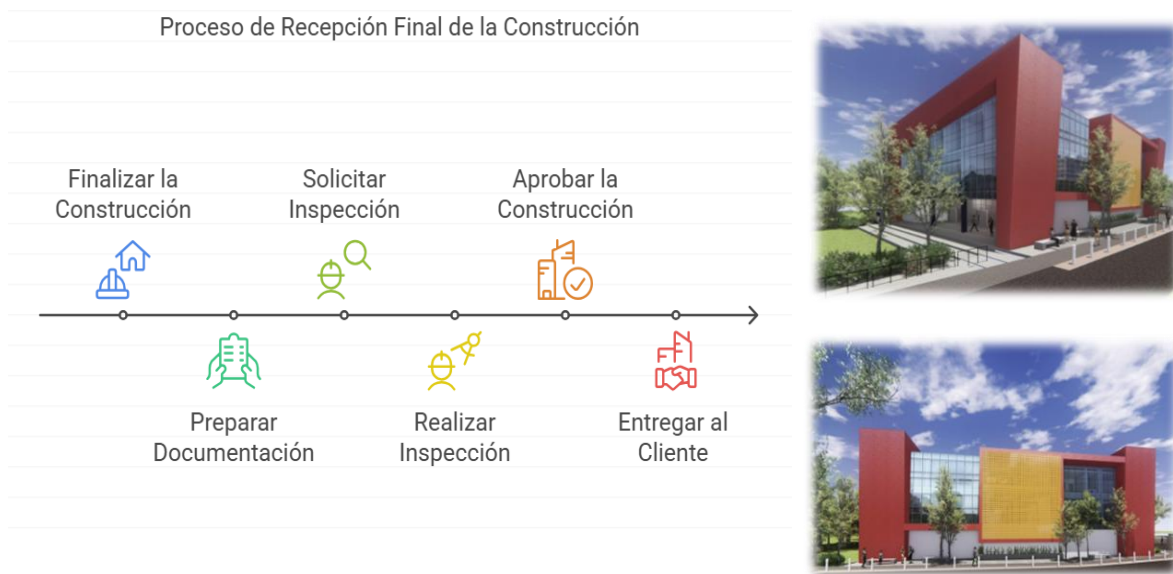 Proceso de Recepción Final de la Construcción
Finalizar la
Construcción
Solicitar
Inspección
Aprobar la
Construcción
Preparar
Documentación
Realizar
Inspección
Entregar al
Cliente